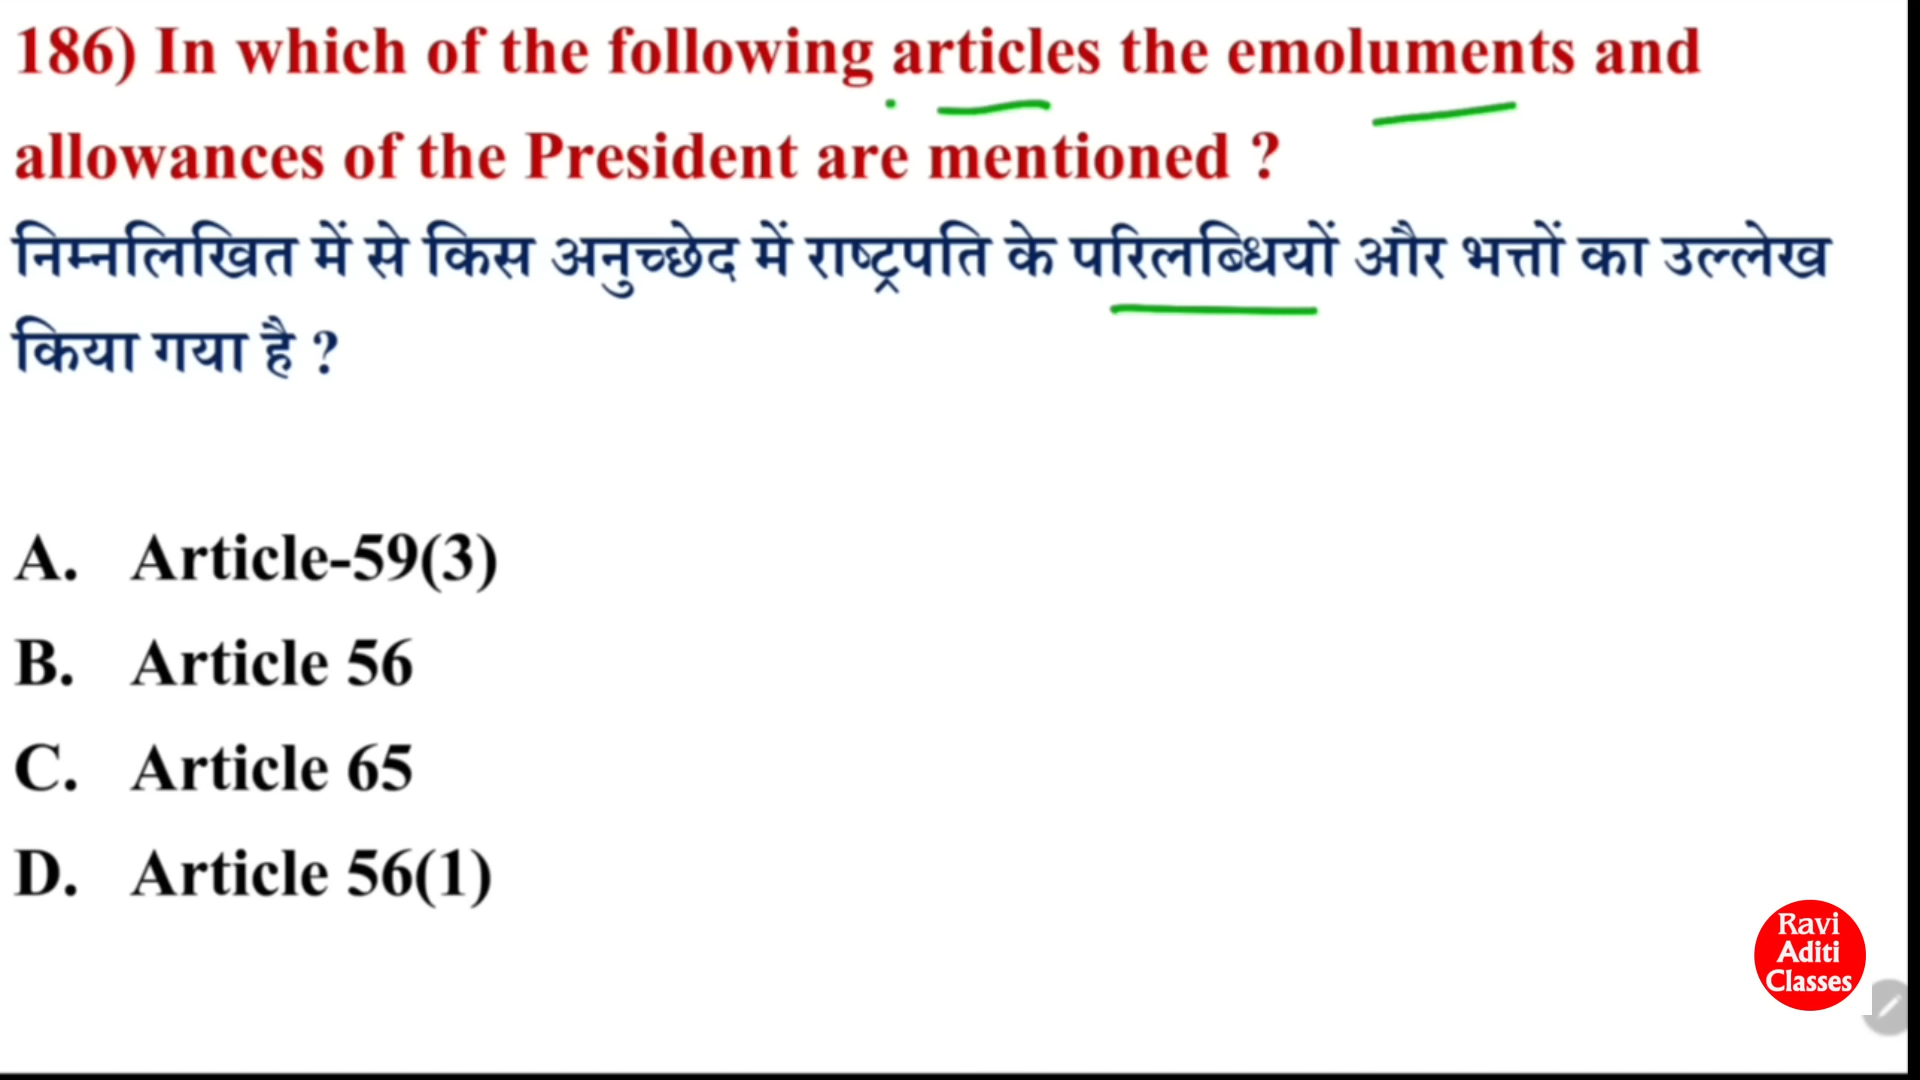 186) In which of the following articles the emoluments and
allowances of the President are mentioned ?
निम्नलिखित में से किस अनुच्छेद में राष्ट्रपति के परिलब्धियों और भत्तों का उल्लेख
किया गया है ?
A. Article-59(3)
B. Article 56
C. Article 65
D. Article 56(1)
Ravi
Aditi
Classes